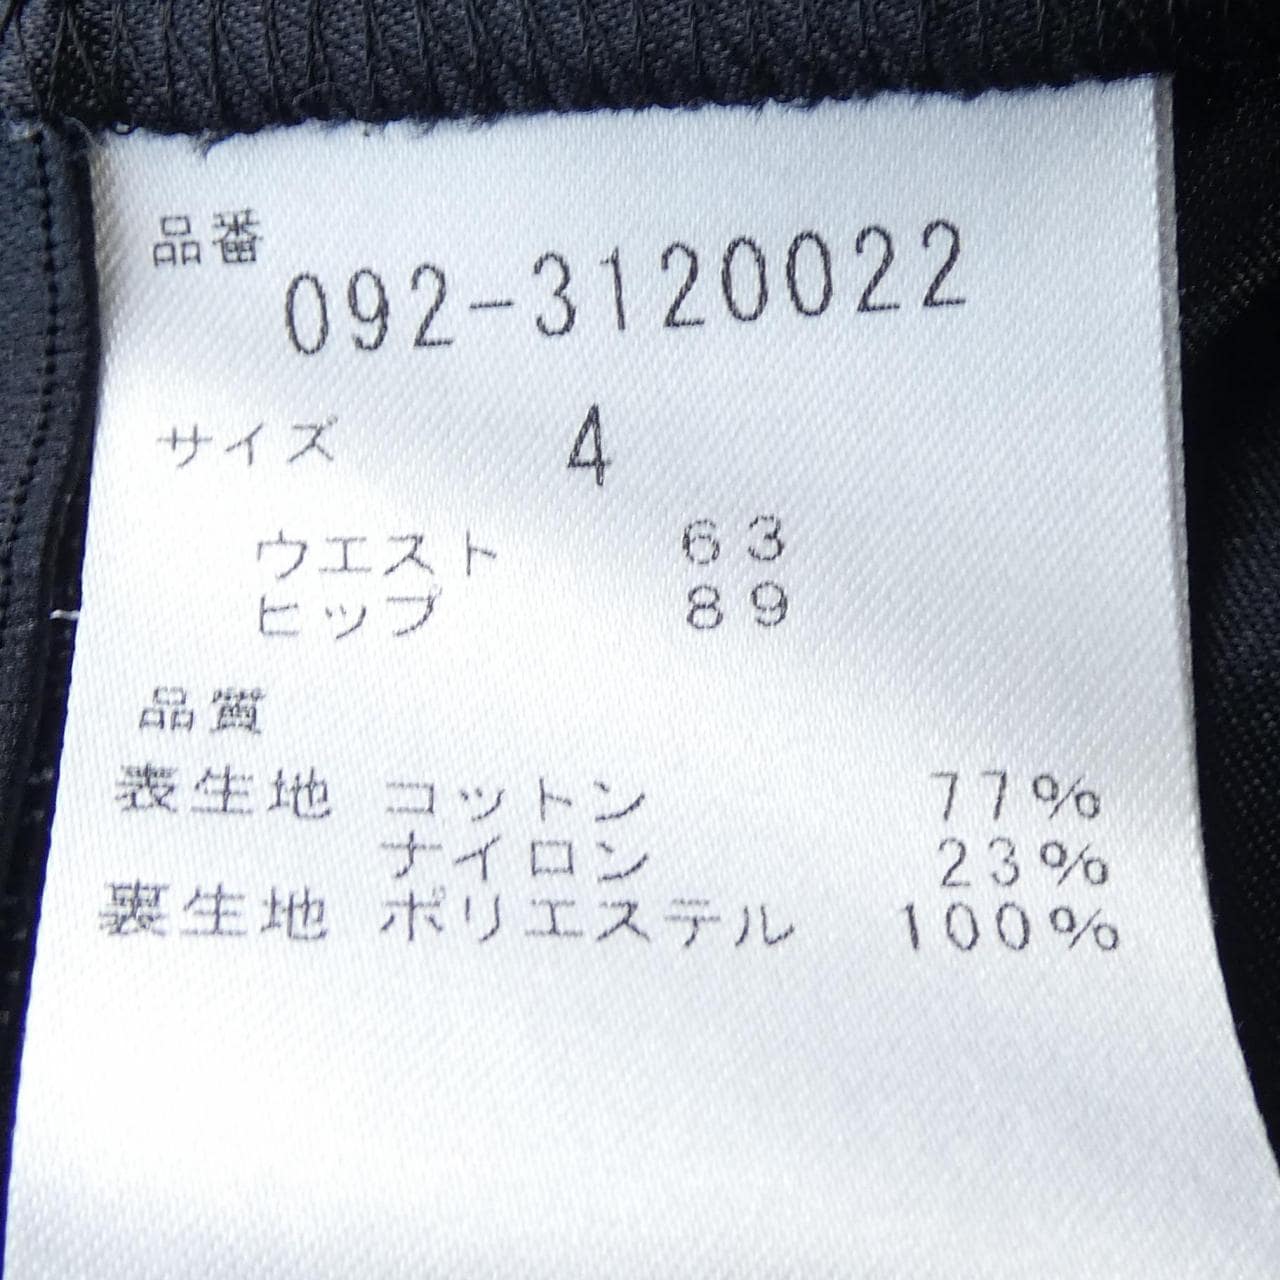 品番 092-3120022
サイズ 4
ウエスト 63
ヒップ 89
品質
表生地 コットン 77%
ナイロン 23%
裏生地 ポリエステル 100%